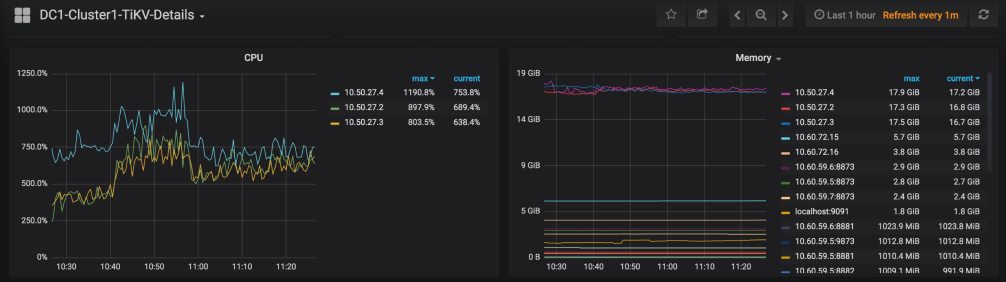 DC1-Cluster1-TiKV-Details
Last 1 hour Refresh every 1m
CPU
1250.0%
1000.0%
750.0%
500.0%
250.0%
0%
10:30 10:40 10:50 11:00 11:10 11:20
max current
10.50.27.4 1190.8% 753.8%
10.50.27.2 897.9% 689.4%
10.50.27.3 803.5% 638.4%
Memory
19 GiB
14 GiB
9 GiB
5 GiB
0 B
10:30 10:40 10:50 11:00 11:10 11:20
max current
10.50.27.4 17.9 GiB 17.2 GiB
10.50.27.2 17.3 GiB 16.8 GiB
10.50.27.3 17.5 GiB 16.7 GiB
10.60.72.15 5.7 GiB 5.7 GiB
10.60.72.16 3.8 GiB 3.8 GiB
10.60.59.6:8873 2.9 GiB 2.9 GiB
10.60.59.5:8873 2.8 GiB 2.7 GiB
10.60.59.7:8873 2.4 GiB 2.4 GiB
localhost:9091 1.8 GiB 1.8 GiB
10.60.59.6:8881 1023.9 MiB 1023.8 MiB
10.60.59.5:9873 1012.8 MiB 1012.8 MiB
10.60.59.5:8881 1010.4 MiB 1010.4 MiB
10.60.59.5:8882 1009.1 MiB 991.9 MiB